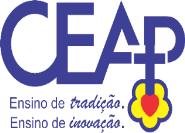 CEAP
Ensino de tradição.
Ensino de inovação.